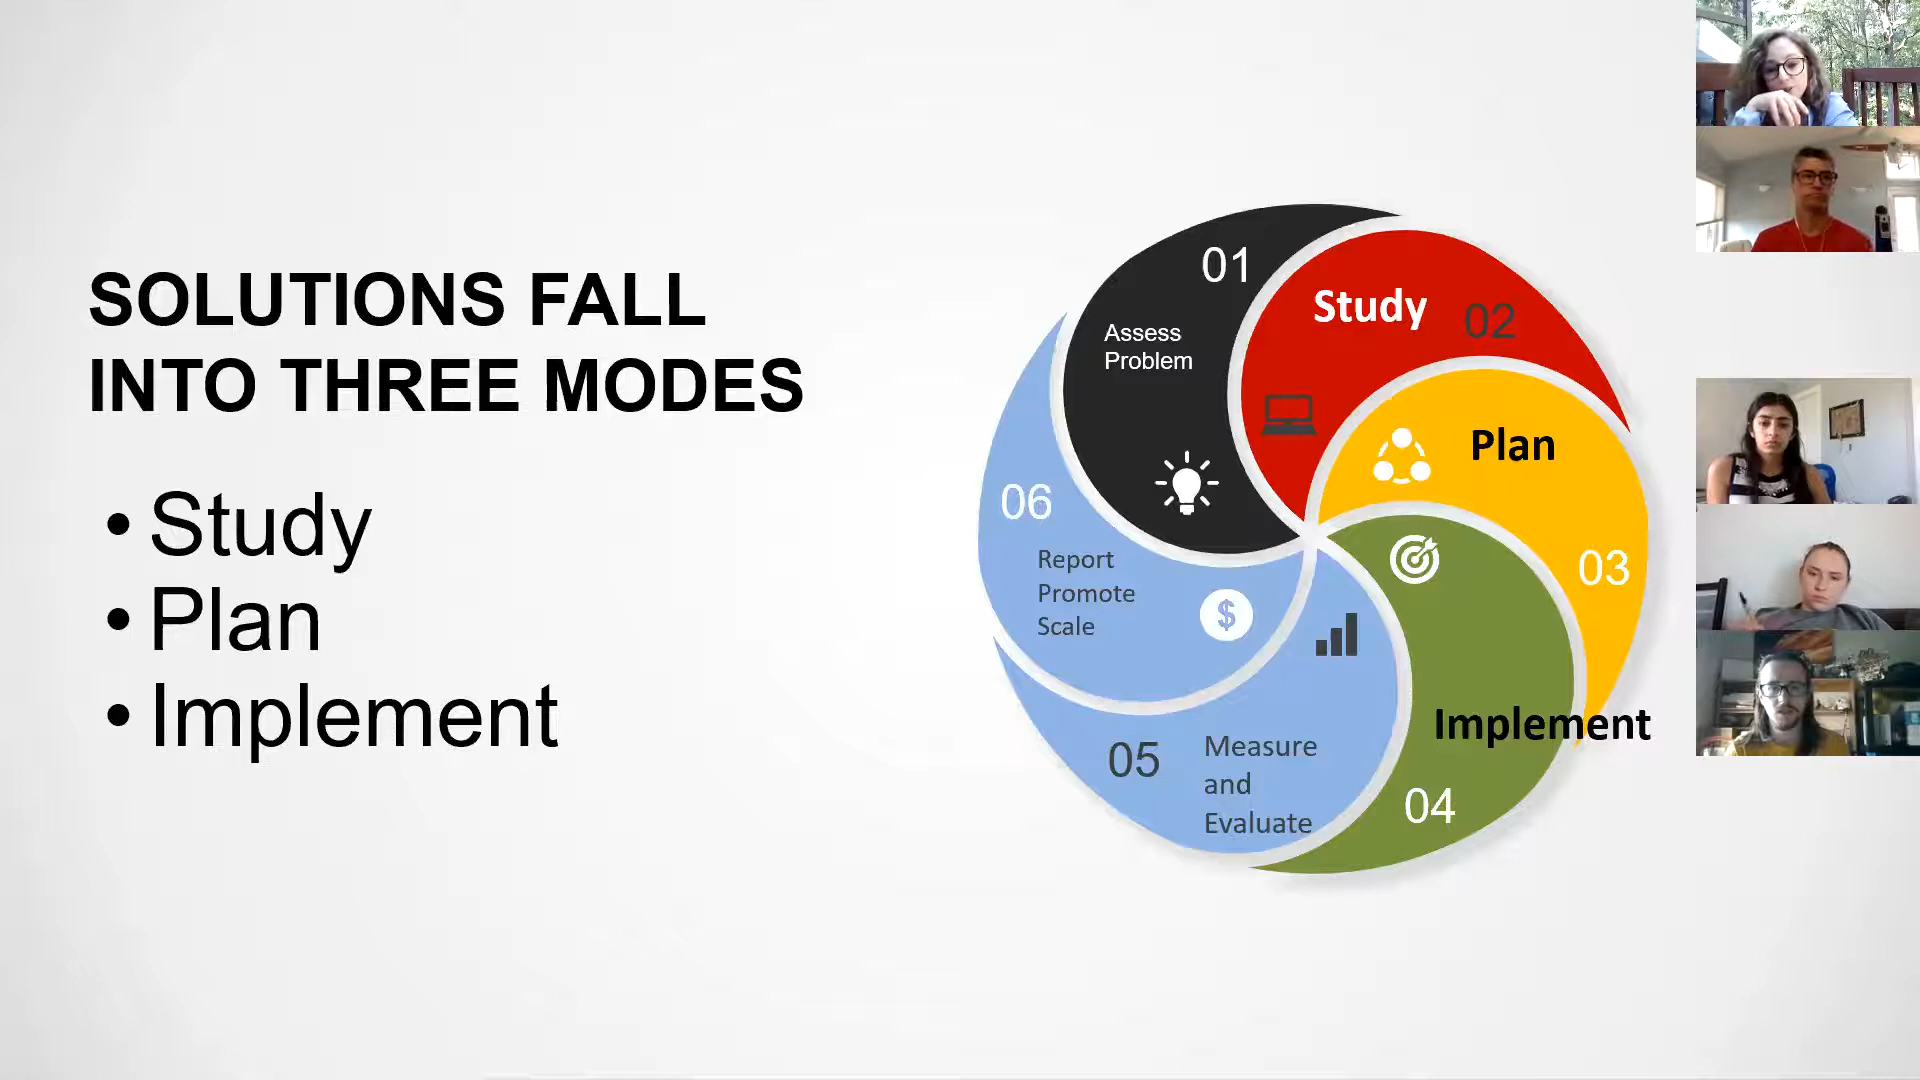 SOLUTIONS FALL
INTO THREE MODES
• Study
• Plan
• Implement
01
Assess
Problem
Study
02
Plan
03
Implement
04
05
Measure
and
Evaluate
06
Report
Promote
Scale
$